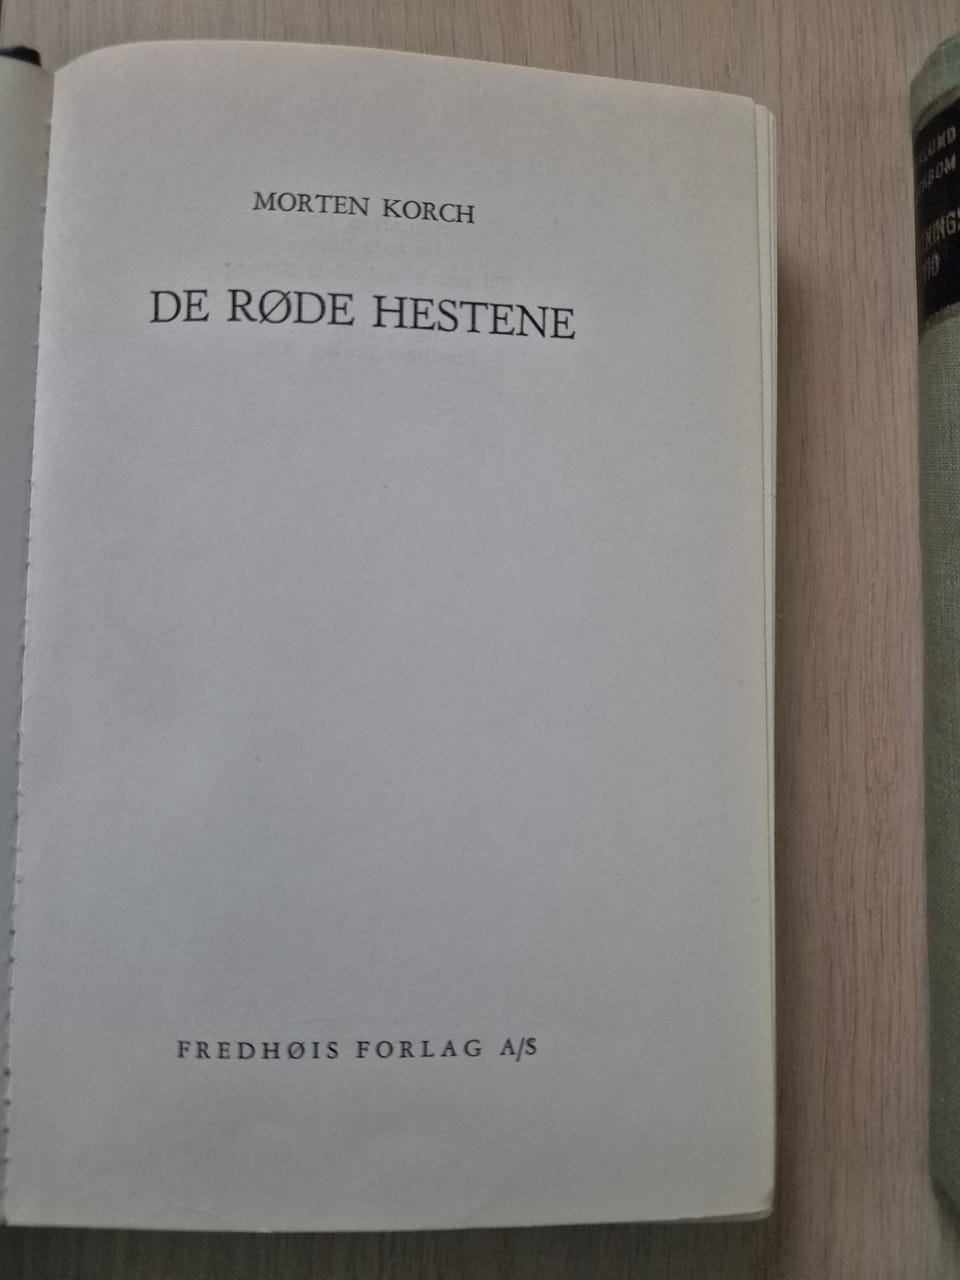 MORTEN KORCH
DE RØDE HESTENE
FREDHØIS FORLAG A/S